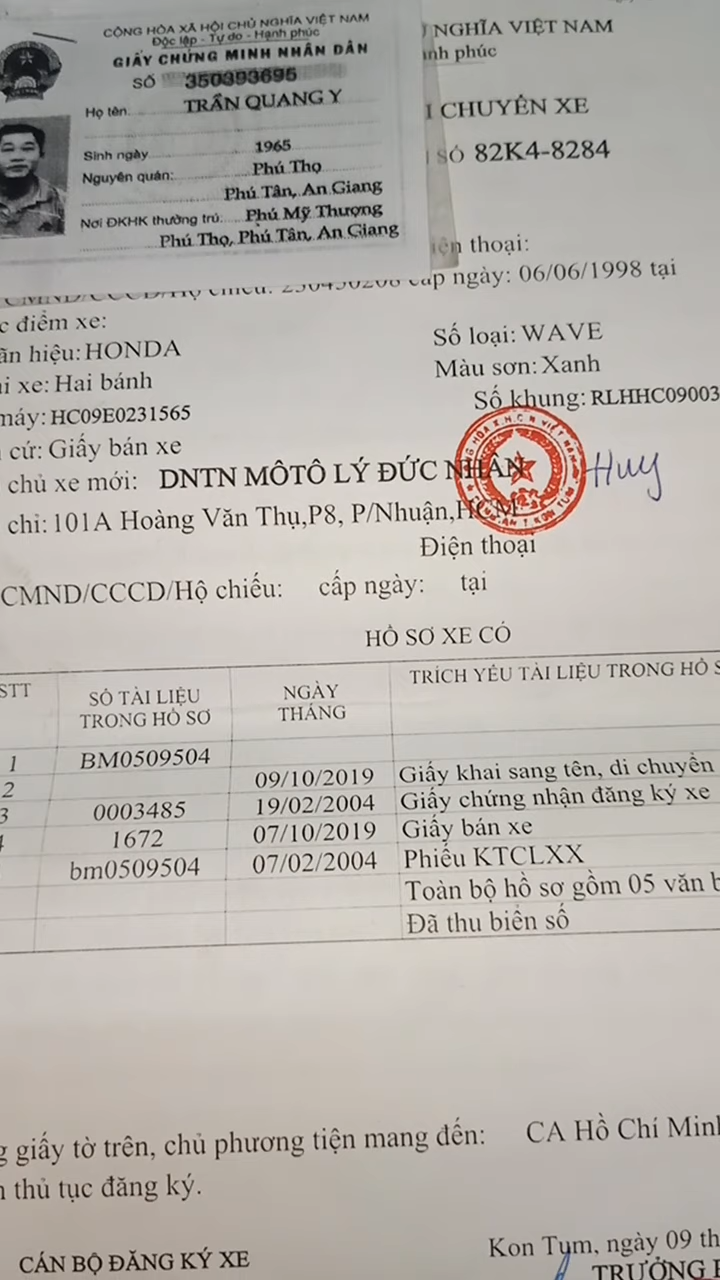 CỘNG HÒA XÃ HỘI CHỦ NGHĨA VIỆT NAM
Độc lập - Tự do - Hạnh phúc
GIẤY CHỨNG MINH NHÂN DÂN
SỐ 350393695
Họ tên: TRẦN QUANG Y
Sinh ngày 1965
Nguyên quán: Phú Thọ
Phú Tân, An Giang
Nơi ĐKHK thường trú: Phú Mỹ Thượng
Phú Thọ, Phú Tân, An Giang
NGHĨA VIỆT NAM
phúc
CHUYỂN XE
SỐ 82K4-8284
thoại:
CMND/CCCD/Hộ chiếu: cấp ngày: 06/06/1998 tại
điểm xe:
hiệu: HONDA
Số loại: WAVE
xe: Hai bánh
Màu sơn: Xanh
máy: HC09E0231565
Số khung: RLHHC09003
cứ: Giấy bán xe
chủ xe mới: DNTN MÔTÔ LÝ ĐỨC NHÂN
Huy
chỉ: 101A Hoàng Văn Thụ,P8, P/Nhuận,HCM
Điện thoại
CMND/CCCD/Hộ chiếu: cấp ngày: tại
HỒ SƠ XE CÓ
STT SỐ TÀI LIỆU TRONG HỒ SƠ NGÀY THÁNG TRÍCH YẾU TÀI LIỆU TRONG HỒ
1 BM0509504
2 09/10/2019 Giấy khai sang tên, di chuyển
3 0003485 19/02/2004 Giấy chứng nhận đăng ký xe
1672 07/10/2019 Giấy bán xe
bm0509504 07/02/2004 Phiếu KTCLXX
Toàn bộ hồ sơ gồm 05 văn
Đã thu biển số
giấy tờ trên, chủ phương tiện mang đến: CA Hồ Chí Minh
thủ tục đăng ký.
Kon Tum, ngày 09
CÁN BỘ ĐĂNG KÝ XE
TRƯỞNG